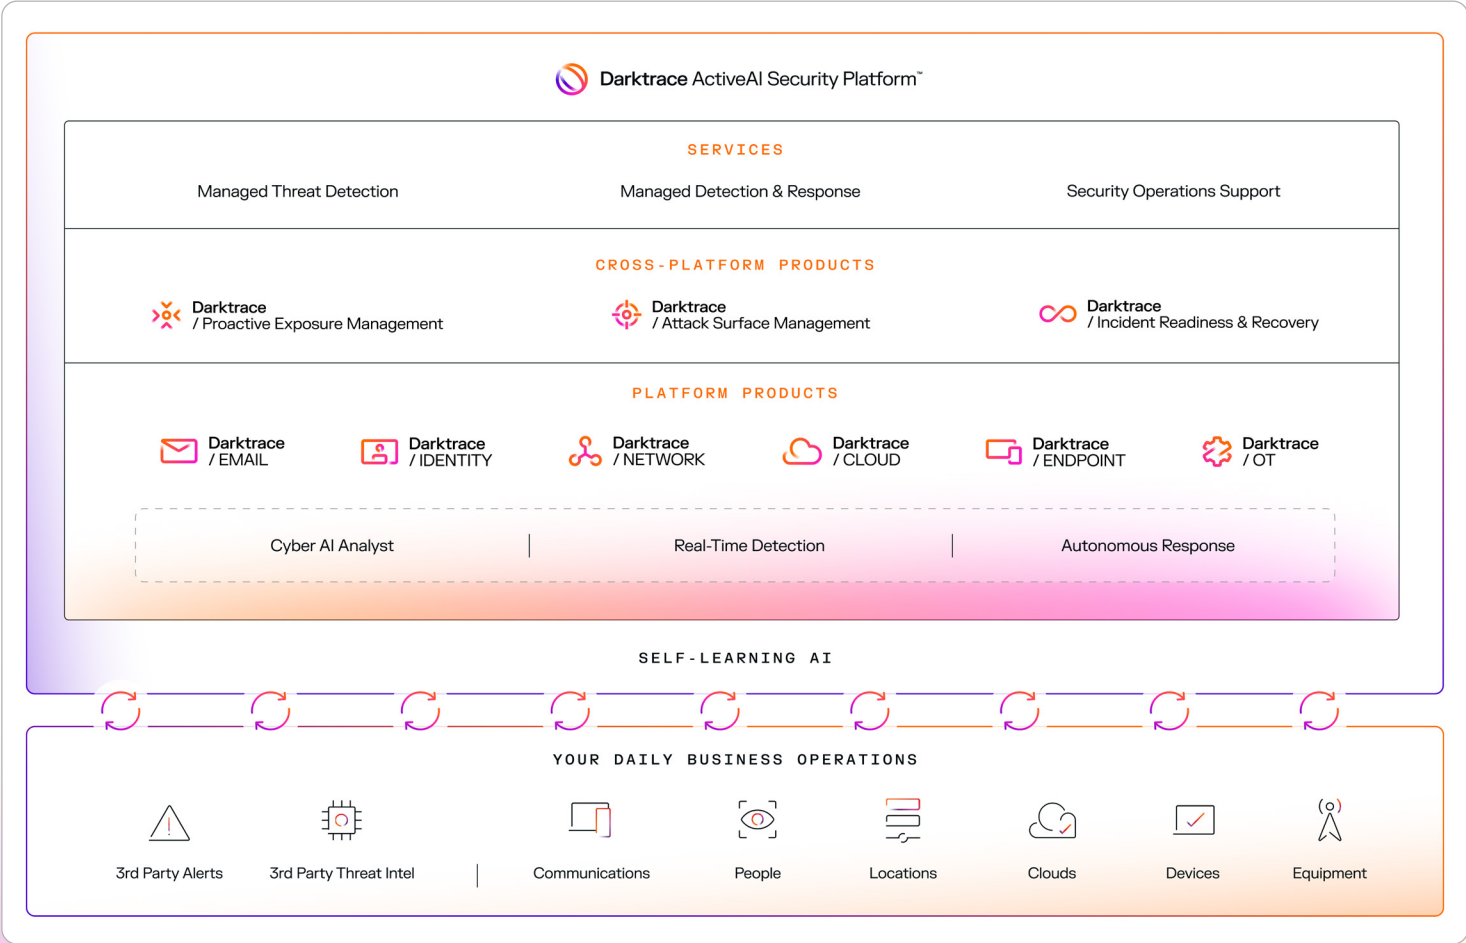 Darktrace ActiveAI Security Platform™
SERVICES
Managed Threat Detection
Managed Detection & Response
Security Operations Support
CROSS-PLATFORM PRODUCTS
Darktrace
/ Proactive Exposure Management
Darktrace
/ Attack Surface Management
Darktrace
/ Incident Readiness & Recovery
PLATFORM PRODUCTS
Darktrace
/ EMAIL
Darktrace
/ IDENTITY
Darktrace
/ NETWORK
Darktrace
/ CLOUD
Darktrace
/ ENDPOINT
Darktrace
/ OT
Cyber AI Analyst
Real-Time Detection
Autonomous Response
SELF-LEARNING AI
YOUR DAILY BUSINESS OPERATIONS
3rd Party Alerts
3rd Party Threat Intel
Communications
People
Locations
Clouds
Devices
Equipment